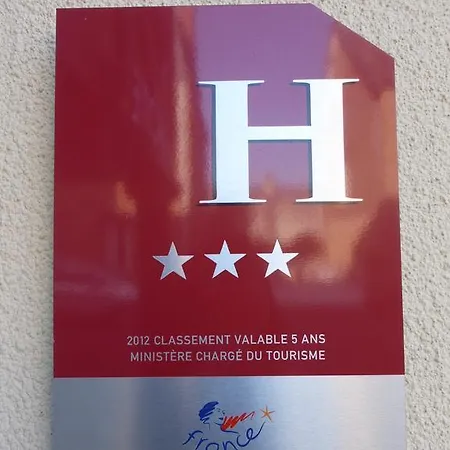 H
2012 CLASSEMENT VALABLE 5 ANS
MINISTÈRE CHARGÉ DU TOURISME
france